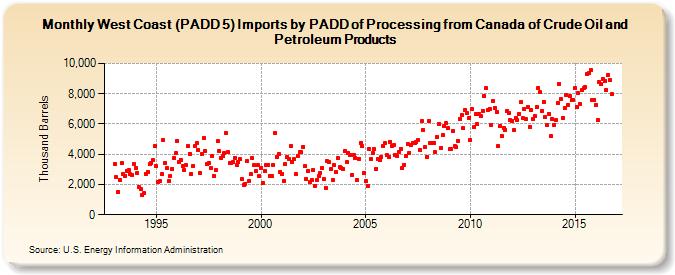 Monthly West Coast (PADD 5) Imports by PADD of Processing from Canada of Crude Oil and
Petroleum Products
Thousand Barrels
10,000
8,000
6,000
4,000
2,000
0
1995
2000
2005
2010
2015
Source: U.S. Energy Information Administration